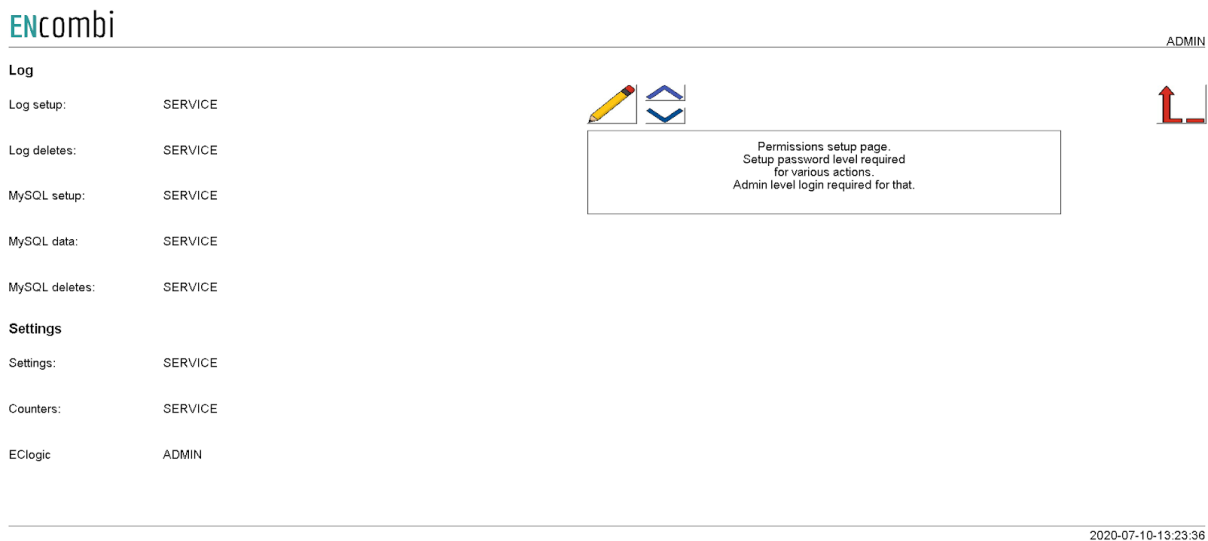 ENcombi
ADMIN
Log
Log setup: SERVICE
Log deletes: SERVICE
MySQL setup: SERVICE
MySQL data: SERVICE
MySQL deletes: SERVICE
Settings
Settings: SERVICE
Counters: SERVICE
EClogic ADMIN
Permissions setup page.
Setup password level required
for various actions.
Admin level login required for that.
2020-07-10-13:23:36